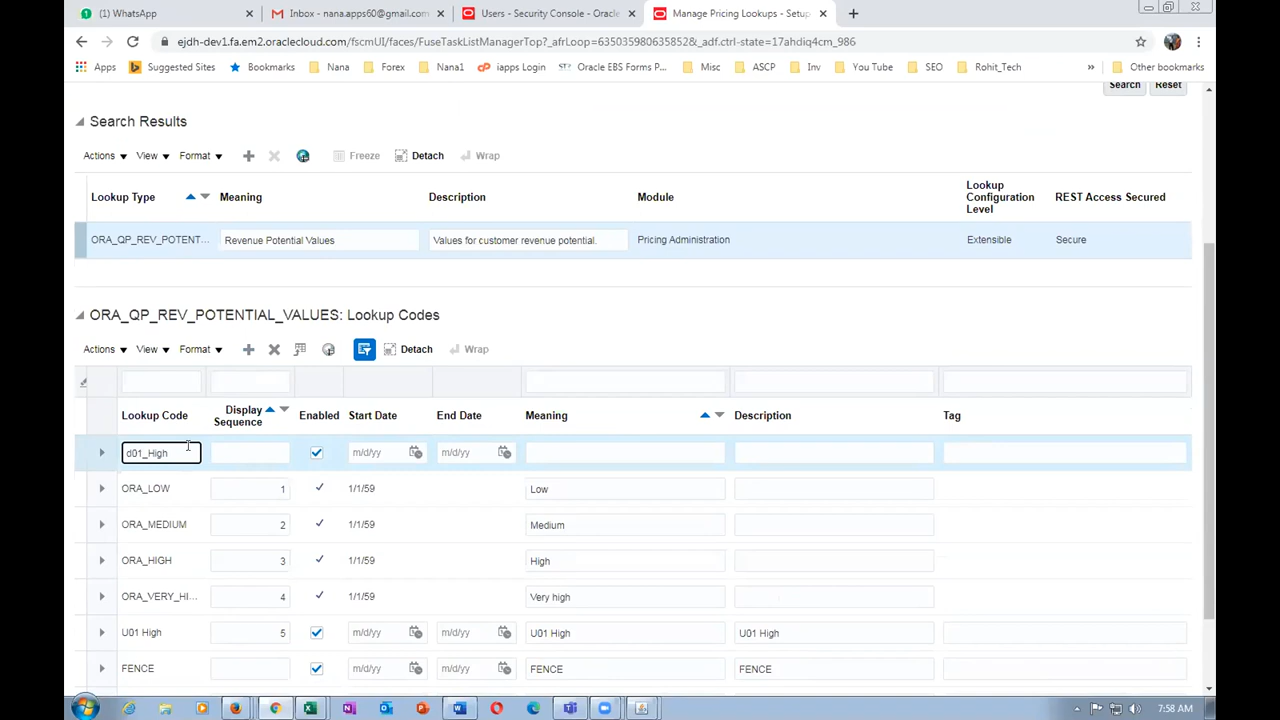 WhatsApp
Inbox - nana.apps60@gmail.com
Users - Security Console - Oracle
Manage Pricing Lookups - Setup
ejdh-dev1.fa.em2.oraclecloud.com/fscmUI/faces/FuseTaskListManagerTop?_afrLoop=6350359806358528&_adf.ctrl-state=17ahdiq4cm_986
Apps Suggested Sites Bookmarks Nana Forex Nana1 iapps Login Oracle EBS Forms P... Misc ASCP Inv You Tube SEO Rohit_Tech » Other bookmarks
Search Reset
Search Results
Actions View Format Freeze Detach Wrap
Lookup Type Meaning Description Module Lookup Configuration Level REST Access Secured
ORA_QP_REV_POTENT... Revenue Potential Values Values for customer revenue potential. Pricing Administration Extensible Secure
ORA_QP_REV_POTENTIAL_VALUES: Lookup Codes
Actions View Format Detach Wrap
Lookup Code Display Sequence Enabled Start Date End Date Meaning Description Tag
d01_High m/d/yy m/d/yy
ORA_LOW 1 1/1/59 Low
ORA_MEDIUM 2 1/1/59 Medium
ORA_HIGH 3 1/1/59 High
ORA_VERY_HI... 4 1/1/59 Very high
U01 High 5 m/d/yy m/d/yy U01 High U01 High
FENCE m/d/yy m/d/yy FENCE FENCE
7:58 AM